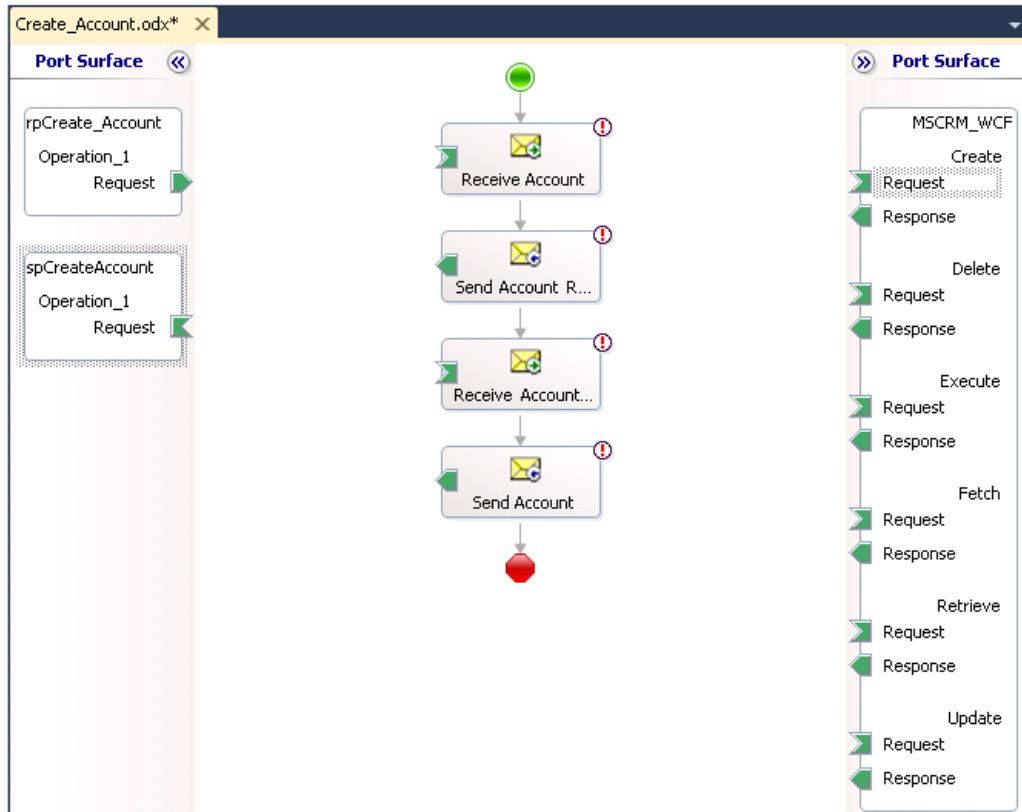 Create_Account.odx*
Port Surface
rpCreate_Account
Operation_1
Request
spCreateAccount
Operation_1
Request
Receive Account
Send Account R...
Receive Account...
Send Account
Port Surface
MSCRM_WCF
Create
Request
Response
Delete
Request
Response
Execute
Request
Response
Fetch
Request
Response
Retrieve
Request
Response
Update
Request
Response